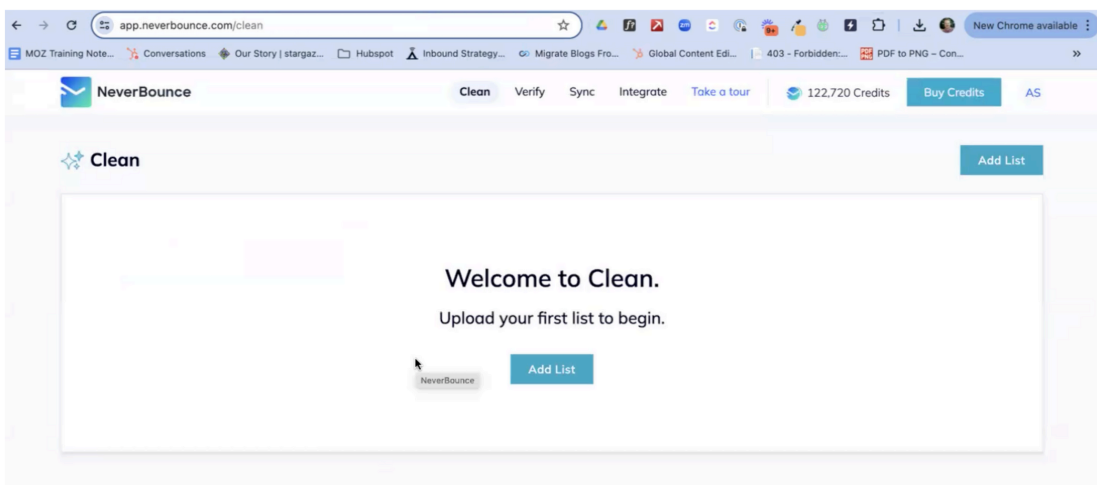 app.neverbounce.com/clean
New Chrome available
MOZ Training Note... Conversations Our Story | stargaz... Hubspot Inbound Strategy... Migrate Blogs Fro... Global Content Edi... 403 - Forbidden:... PDF to PNG – Con... »
NeverBounce Clean Verify Sync Integrate Take a tour 122,720 Credits Buy Credits AS
Clean Add List
Welcome to Clean.
Upload your first list to begin.
Add List
NeverBounce